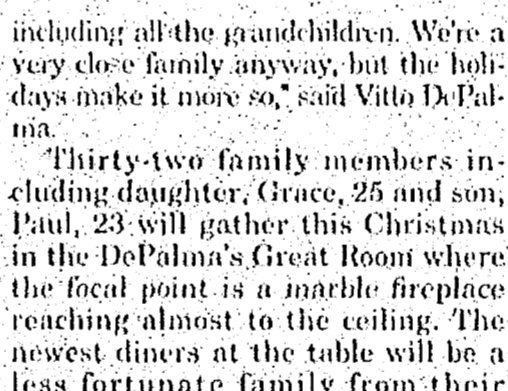 including all the grandchildren. We're a
very close family anyway, but the holi-
days make it more so," said Vitto DePal-
ma.
Thirty-two family members in-
cluding daughter, Grace, 25 and son,
Paul, 23 will gather this Christmas
in the DePalma's Great Room where
the focal point is a marble fireplace
reaching almost to the ceiling. The
newest diners at the table will be a
less fortunate family from their